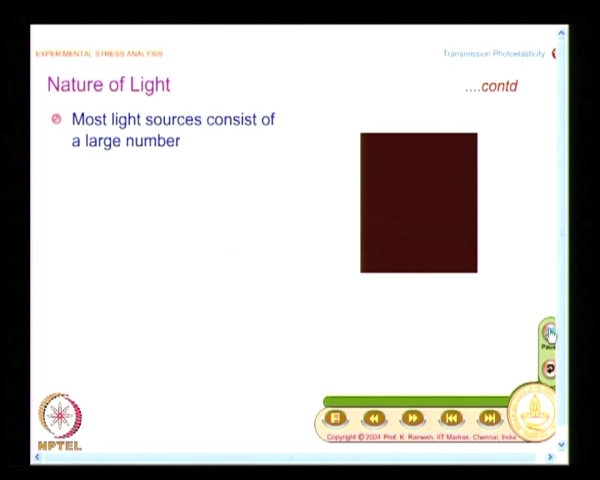 EXPERIMENTAL STRESS ANALYSIS
Transmission Photoelasticity
Nature of Light
....contd
Most light sources consist of
a large number
Pause
NPTEL
Copyright © 2004 Prof. K. Ramesh, IIT Madras, Chennai, India